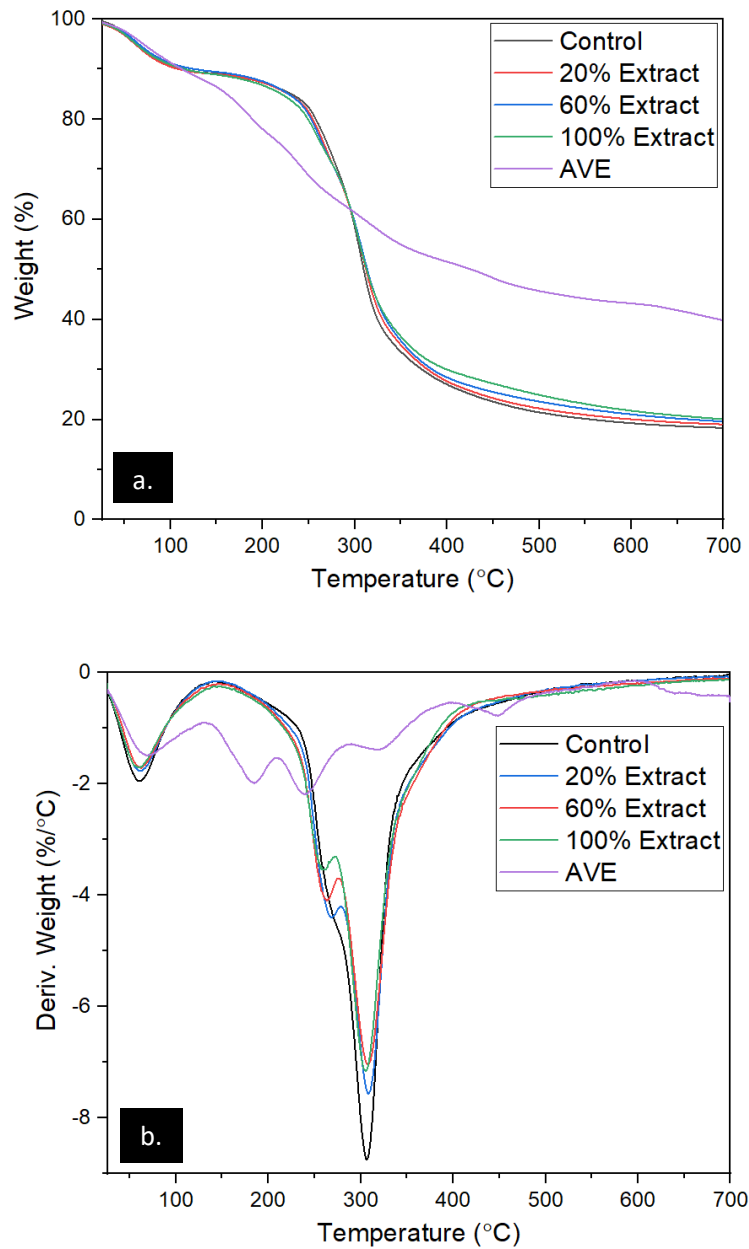 100
80
60
40
20
0
Weight (%)
Control
20% Extract
60% Extract
100% Extract
AVE
a.
100 200 300 400 500 600 700
Temperature (°C)
0
-2
-4
-6
-8
Deriv. Weight (%/°C)
Control
20% Extract
60% Extract
100% Extract
AVE
b.
100 200 300 400 500 600 700
Temperature (°C)